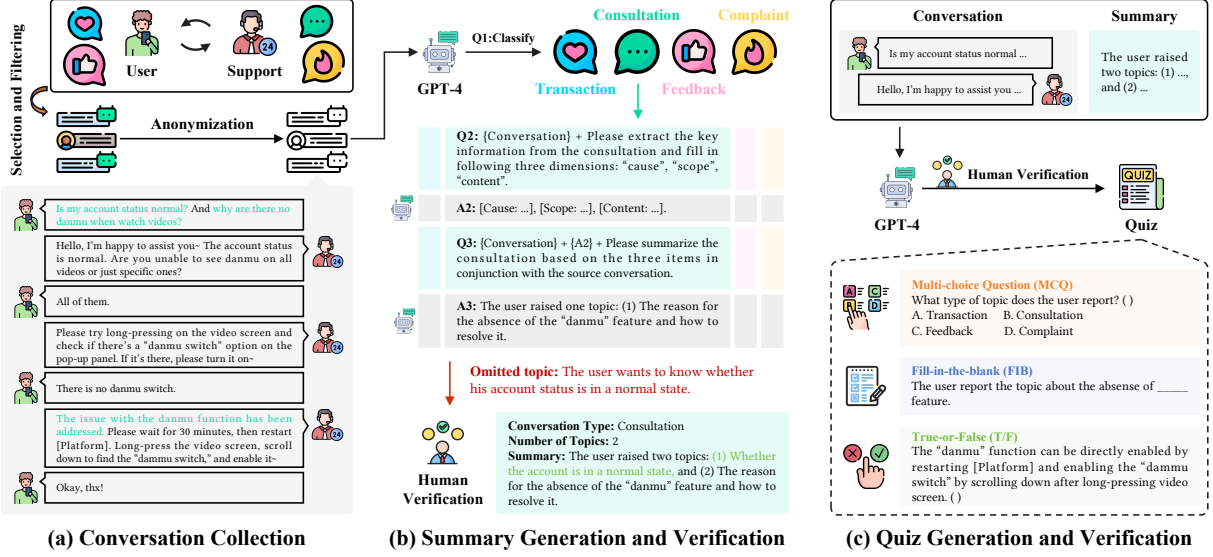 Selection and Filtering
User
Support
24
Anonymization
Is my account status normal? And why are there no
danmu when watch videos?
Hello, I'm happy to assist you~ The account status
is normal. Are you unable to see danmu on all
videos or just specific ones?
24
All of them.
Please try long-pressing on the video screen and
check if there's a “danmu switch” option on the
pop-up panel. If it's there, please turn it on~
24
There is no danmu switch.
The issue with the danmu function has been
addressed. Please wait for 30 minutes, then restart
[Platform]. Long-press the video screen, scroll
down to find the “dammu switch,” and enable it~
24
Okay, thx!
(a) Conversation Collection
GPT-4
Q1:Classify
Consultation
Complaint
Transaction
Feedback
Q2: {Conversation} + Please extract the key
information from the consultation and fill in
following three dimensions: “cause”, “scope”,
“content”.
A2: [Cause: ...], [Scope: ...], [Content: ...].
Q3: {Conversation} + {A2} + Please summarize the
consultation based on the three items in
conjunction with the source conversation.
A3: The user raised one topic: (1) The reason for
the absence of the “danmu” feature and how to
resolve it.
Omitted topic: The user wants to know whether
his account status is in a normal state.
Human
Verification
Conversation Type: Consultation
Number of Topics: 2
Summary: The user raised two topics: (1) Whether
the account is in a normal state, and (2) The reason
for the absence of the “danmu” feature and how to
resolve it.
(b) Summary Generation and Verification
Conversation
Summary
Is my account status normal ...
Hello, I'm happy to assist you ...
24
The user raised
two topics: (1) ...,
and (2) ...
GPT-4
Human Verification
QUIZ
Quiz
A
C
B
D
Multi-choice Question (MCQ)
What type of topic does the user report? ( )
A. Transaction B. Consultation
C. Feedback D. Complaint
Fill-in-the-blank (FIB)
The user report the topic about the absense of _____
feature.
True-or-False (T/F)
The “danmu” function can be directly enabled by
restarting [Platform] and enabling the “dammu
switch” by scrolling down after long-pressing video
screen. ( )
(c) Quiz Generation and Verification